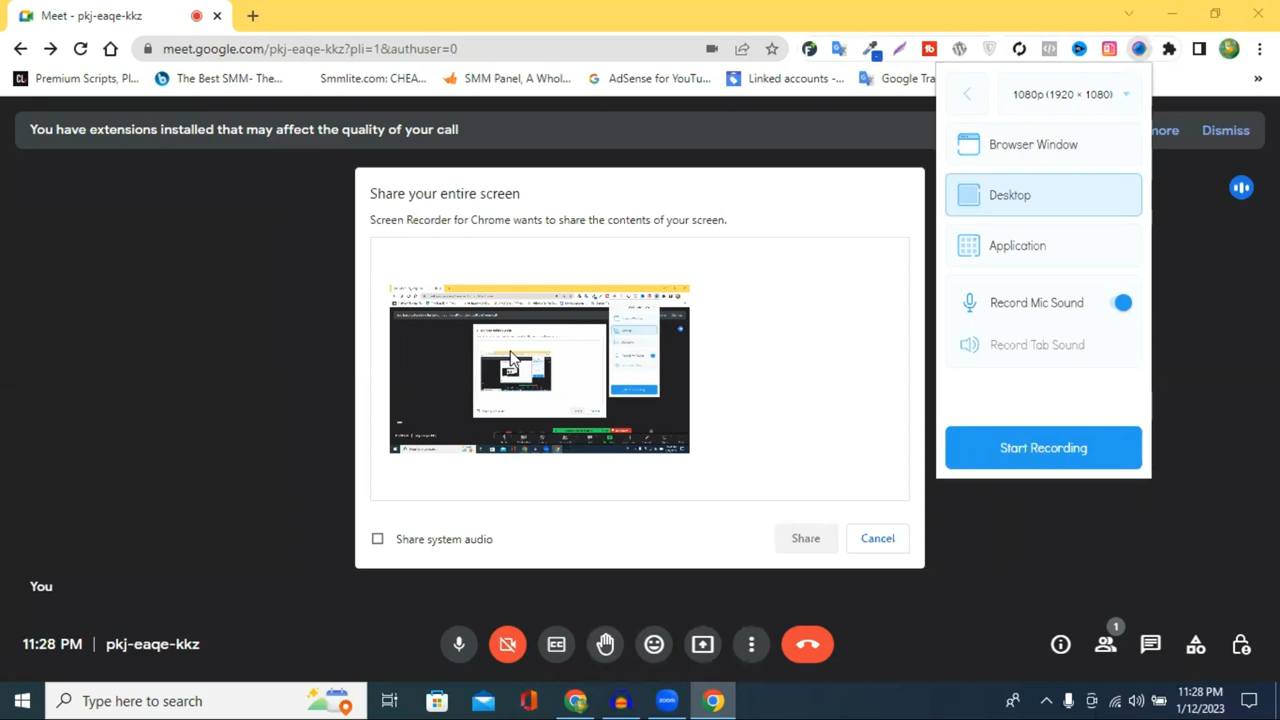 Meet - pkj-eaqe-kkz
meet.google.com/pkj-eaqe-kkz?pli=1&authuser=0
CL Premium Scripts, Pl...
The Best SMM- The...
Smmlite.com: CHEA...
SMM Panel, A Whol...
AdSense for YouTu...
Linked accounts -...
Google Tra
»
You have extensions installed that may affect the quality of your call
more
Dismiss
1080p (1920 × 1080)
Browser Window
Desktop
Application
Record Mic Sound
Record Tab Sound
Start Recording
Share your entire screen
Screen Recorder for Chrome wants to share the contents of your screen.
Share system audio
Share
Cancel
You
11:28 PM | pkj-eaqe-kkz
1
Type here to search
zoom
11:28 PM
1/12/2023